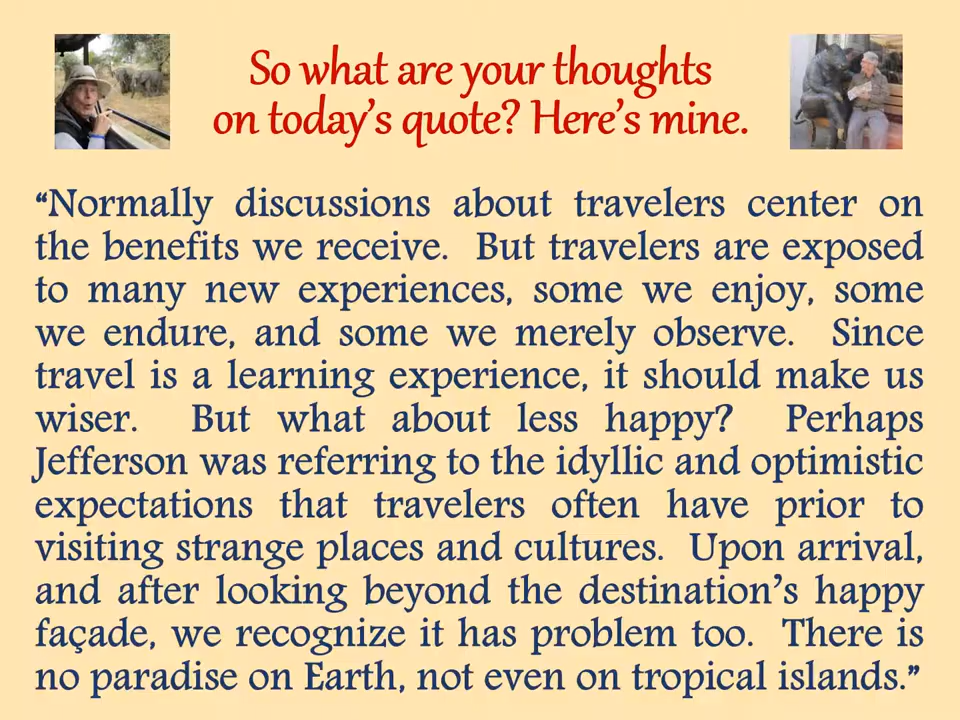 So what are your thoughts
on today's quote? Here's mine.
“Normally discussions about travelers center on
the benefits we receive. But travelers are exposed
to many new experiences, some we enjoy, some
we endure, and some we merely observe. Since
travel is a learning experience, it should make us
wiser. But what about less happy? Perhaps
Jefferson was referring to the idyllic and optimistic
expectations that travelers often have prior to
visiting strange places and cultures. Upon arrival,
and after looking beyond the destination’s happy
façade, we recognize it has problem too. There is
no paradise on Earth, not even on tropical islands.”